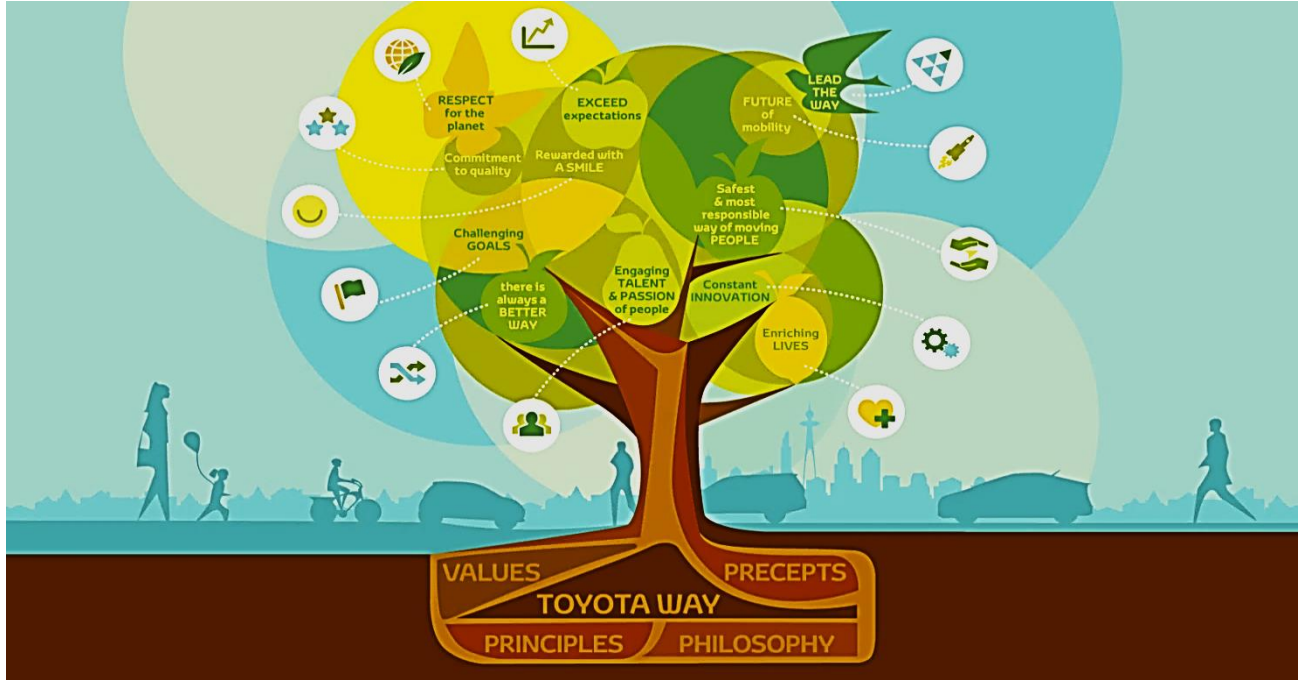 RESPECT
for the
planet
EXCEED
expectations
LEAD
THE
WAY
FUTURE
of
mobility
Commitment
to quality
Rewarded with
A SMILE
Safest
& most
responsible
way of moving
PEOPLE
Challenging
GOALS
there is
always a
BETTER
WAY
Engaging
TALENT
& PASSION
of people
Constant
INNOVATION
Enriching
LIVES
VALUES
PRECEPTS
TOYOTA WAY
PRINCIPLES
PHILOSOPHY